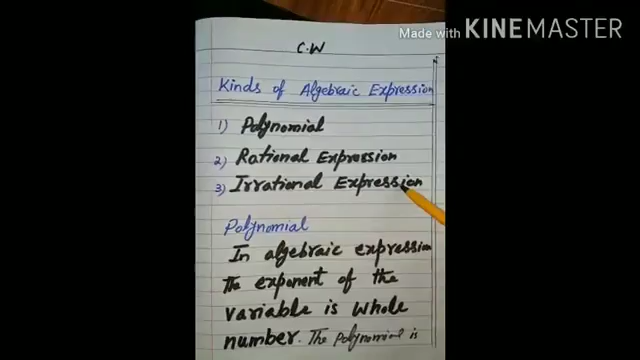 Made with KINEMASTER
C.W
Kinds of Algebraic Expression
1) Polynomial
2) Rational Expression
3) Irrational Expression
Polynomial
In algebraic expression
the exponent of the
variable is whole
number. The Polynomial is